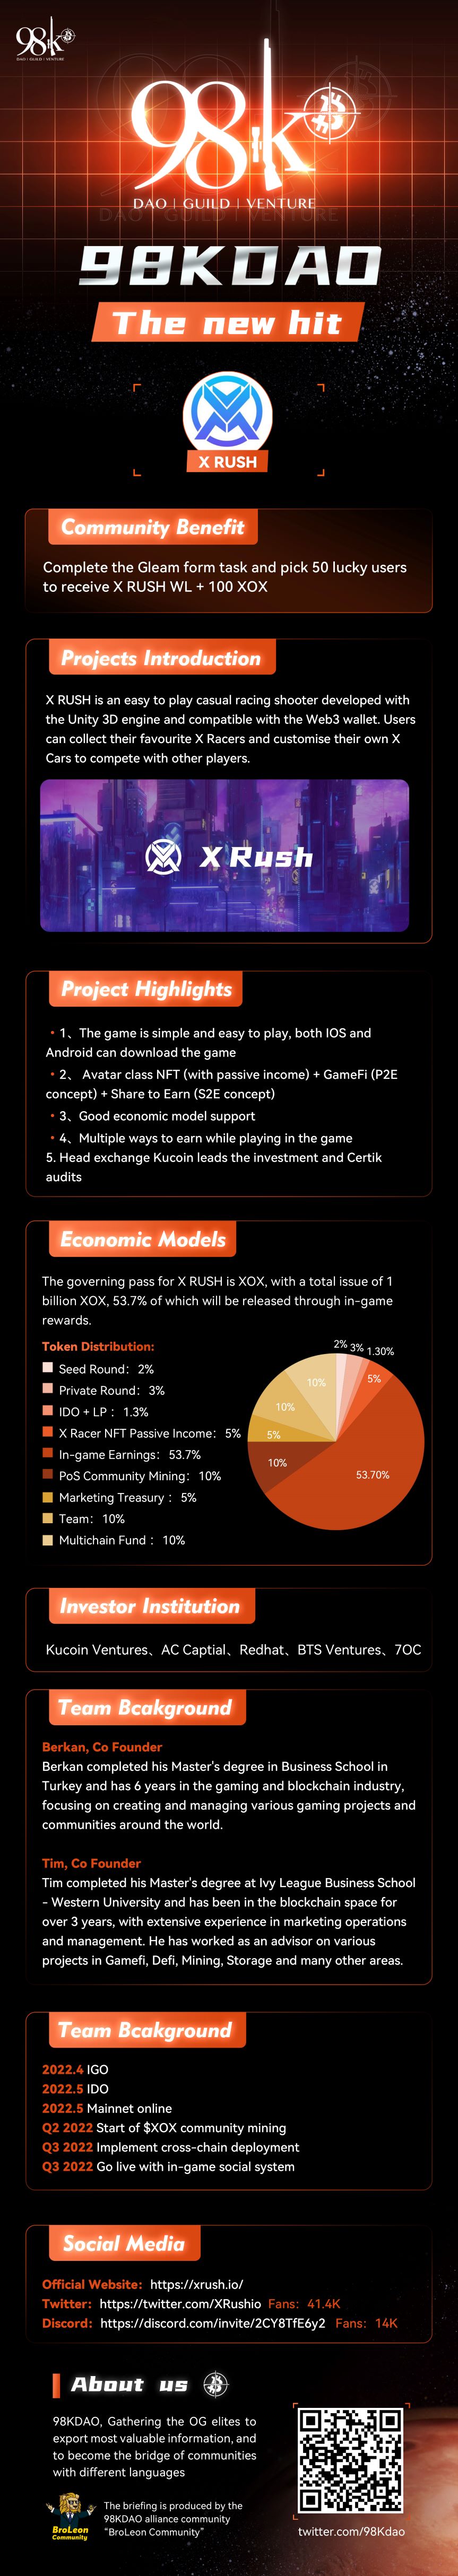 98k
DAO | GUILD | VENTURE
98k
DAO | GUILD | VENTURE
98KDAO
The new hit
X RUSH
Community Benefit
Complete the Gleam form task and pick 50 lucky users
to receive X RUSH WL + 100 XOX
Projects Introduction
X RUSH is an easy to play casual racing shooter developed with
the Unity 3D engine and compatible with the Web3 wallet. Users
can collect their favourite X Racers and customise their own X
Cars to compete with other players.
X Rush
Project Highlights
• 1、The game is simple and easy to play, both IOS and
Android can download the game
• 2、 Avatar class NFT (with passive income) + GameFi (P2E
concept) + Share to Earn (S2E concept)
• 3、Good economic model support
• 4、Multiple ways to earn while playing in the game
5. Head exchange Kucoin leads the investment and Certik
audits
Economic Models
The governing pass for X RUSH is XOX, with a total issue of 1
billion XOX, 53.7% of which will be released through in-game
rewards.
Token Distribution:
Seed Round：2%
Private Round：3%
IDO + LP ：1.3%
X Racer NFT Passive Income：5%
In-game Earnings：53.7%
PoS Community Mining：10%
Marketing Treasury ：5%
Team：10%
Multichain Fund ：10%
2%
3%
1.30%
5%
53.70%
10%
5%
10%
10%
Investor Institution
Kucoin Ventures、AC Captial、Redhat、BTS Ventures、7OC
Team Bcakground
Berkan, Co Founder
Berkan completed his Master's degree in Business School in
Turkey and has 6 years in the gaming and blockchain industry,
focusing on creating and managing various gaming projects and
communities around the world.
Tim, Co Founder
Tim completed his Master's degree at Ivy League Business School
- Western University and has been in the blockchain space for
over 3 years, with extensive experience in marketing operations
and management. He has worked as an advisor on various
projects in Gamefi, Defi, Mining, Storage and many other areas.
Team Bcakground
2022.4 IGO
2022.5 IDO
2022.5 Mainnet online
Q2 2022 Start of $XOX community mining
Q3 2022 Implement cross-chain deployment
Q3 2022 Go live with in-game social system
Social Media
Official Website：https://xrush.io/
Twitter：https://twitter.com/XRushio Fans：41.4K
Discord：https://discord.com/invite/2CY8TfE6y2 Fans：14K
About us
98KDAO, Gathering the OG elites to
export most valuable information, and
to become the bridge of communities
with different languages
BroLeon
Community
The briefing is produced by the
98KDAO alliance community
“BroLeon Community”
twitter.com/98Kdao